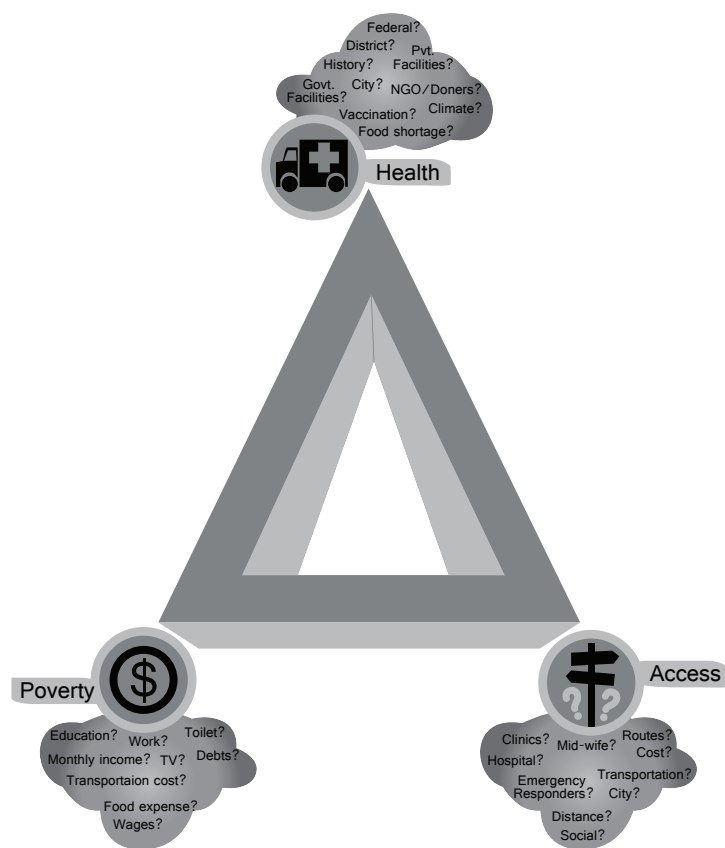 Federal?
District?
Pvt.
Facilities?
History?
Govt.
Facilities?
City?
NGO/Doners?
Climate?
Vaccination?
Food shortage?
Health
$
Poverty
Education?
Work?
Toilet?
Monthly income?
TV?
Debts?
Transportaion cost?
Food expense?
Wages?
? ?
Access
Clinics?
Mid-wife?
Routes?
Cost?
Hospital?
Emergency
Responders?
Transportation?
City?
Distance?
Social?